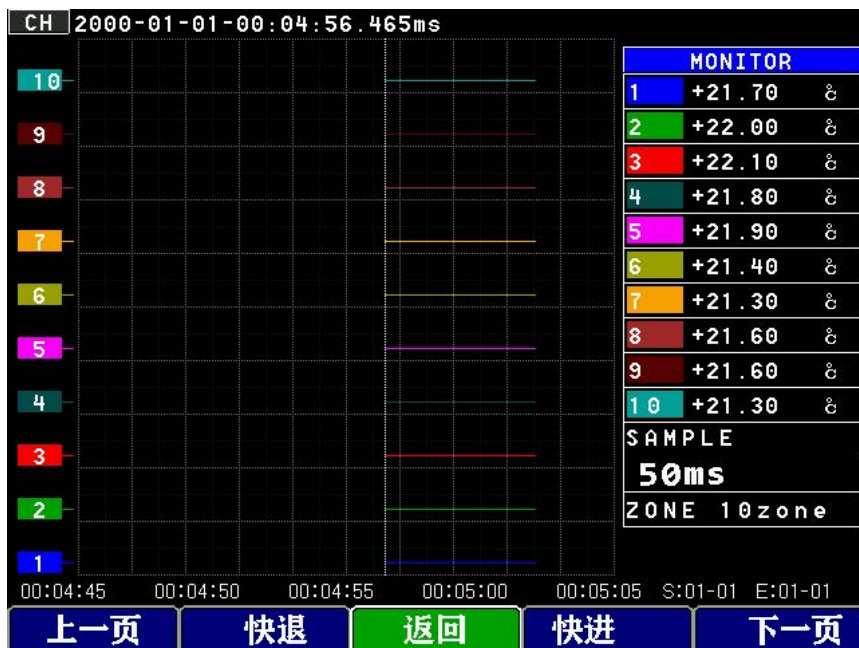 CH 2000-01-01-00:04:56.465ms
MONITOR
1 +21.70 ℃
2 +22.00 ℃
3 +22.10 ℃
4 +21.80 ℃
5 +21.90 ℃
6 +21.40 ℃
7 +21.30 ℃
8 +21.60 ℃
9 +21.60 ℃
10 +21.30 ℃
SAMPLE
50ms
ZONE 10zone
10
9
8
7
6
5
4
3
2
1
00:04:45 00:04:50 00:04:55 00:05:00 00:05:05 S:01-01 E:01-01
上一页 快退 返回 快进 下一页